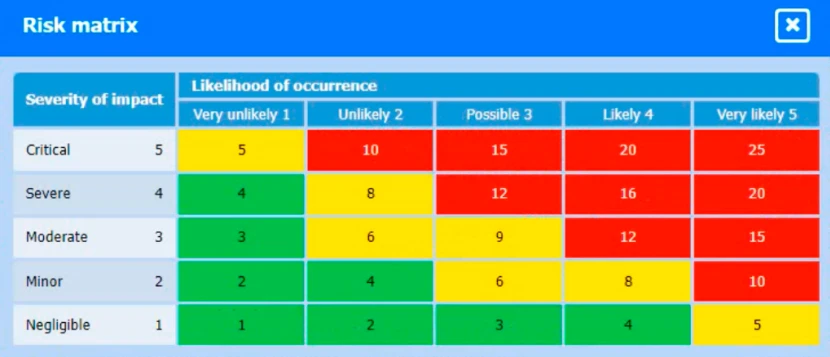 Risk matrix
Severity of impact Likelihood of occurrence
Very unlikely 1 Unlikely 2 Possible 3 Likely 4 Very likely 5
Critical 5 5 10 15 20 25
Severe 4 4 8 12 16 20
Moderate 3 3 6 9 12 15
Minor 2 2 4 6 8 10
Negligible 1 1 2 3 4 5